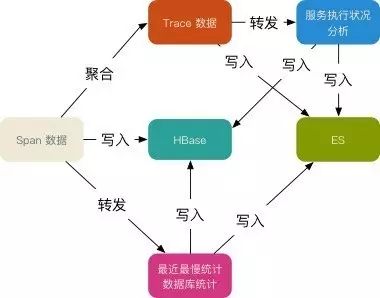 Trace 数据
转发
服务执行状况
分析
聚合
写入
写入
写入
Span 数据
写入
HBase
ES
转发
写入
写入
最近最慢统计
数据库统计